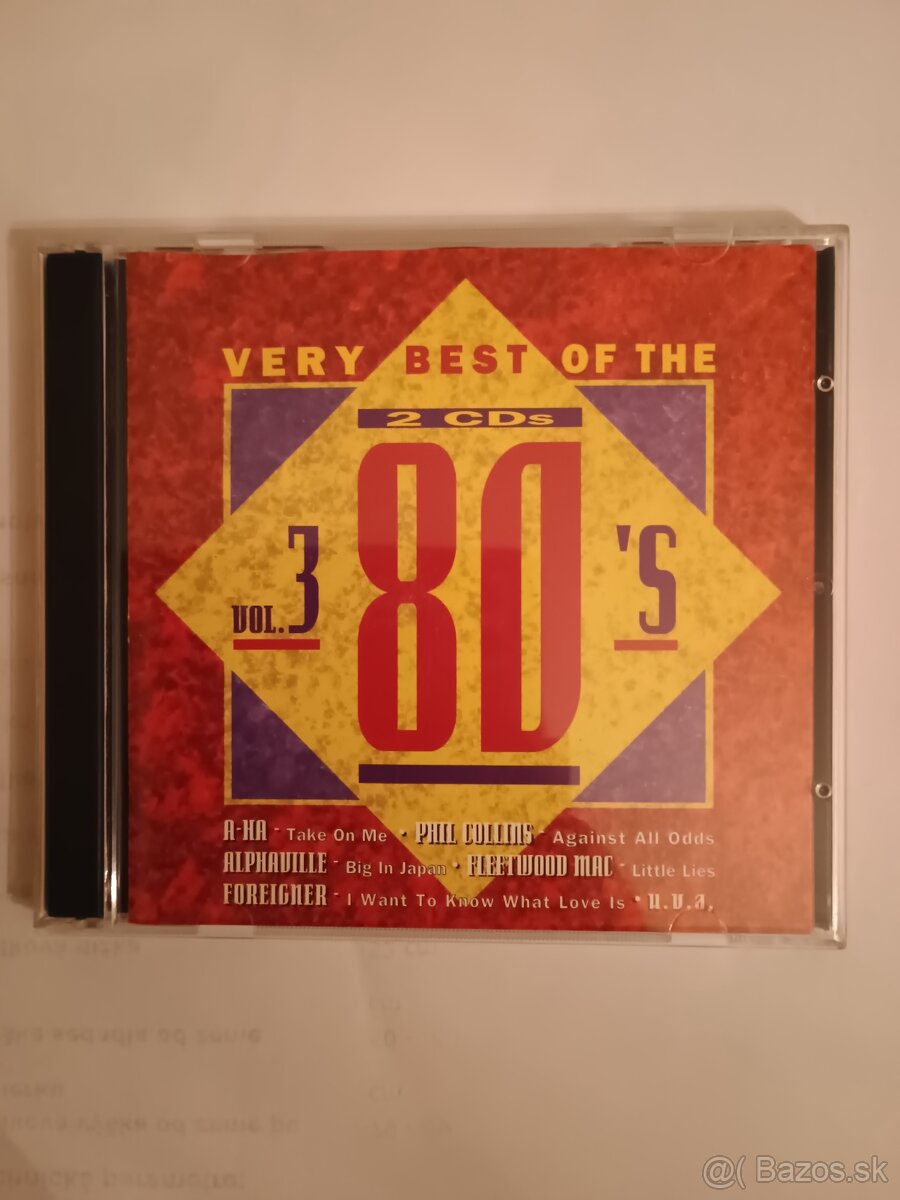 VERY BEST OF THE
2 CDs
VOL. 3 80 'S
A-HA - Take On Me • PHIL COLLINS - Against All Odds
ALPHAVILLE - Big In Japan • FLEETWOOD MAC - Little Lies
FOREIGNER - I Want To Know What Love Is • u.v.a.
@( Bazos.sk